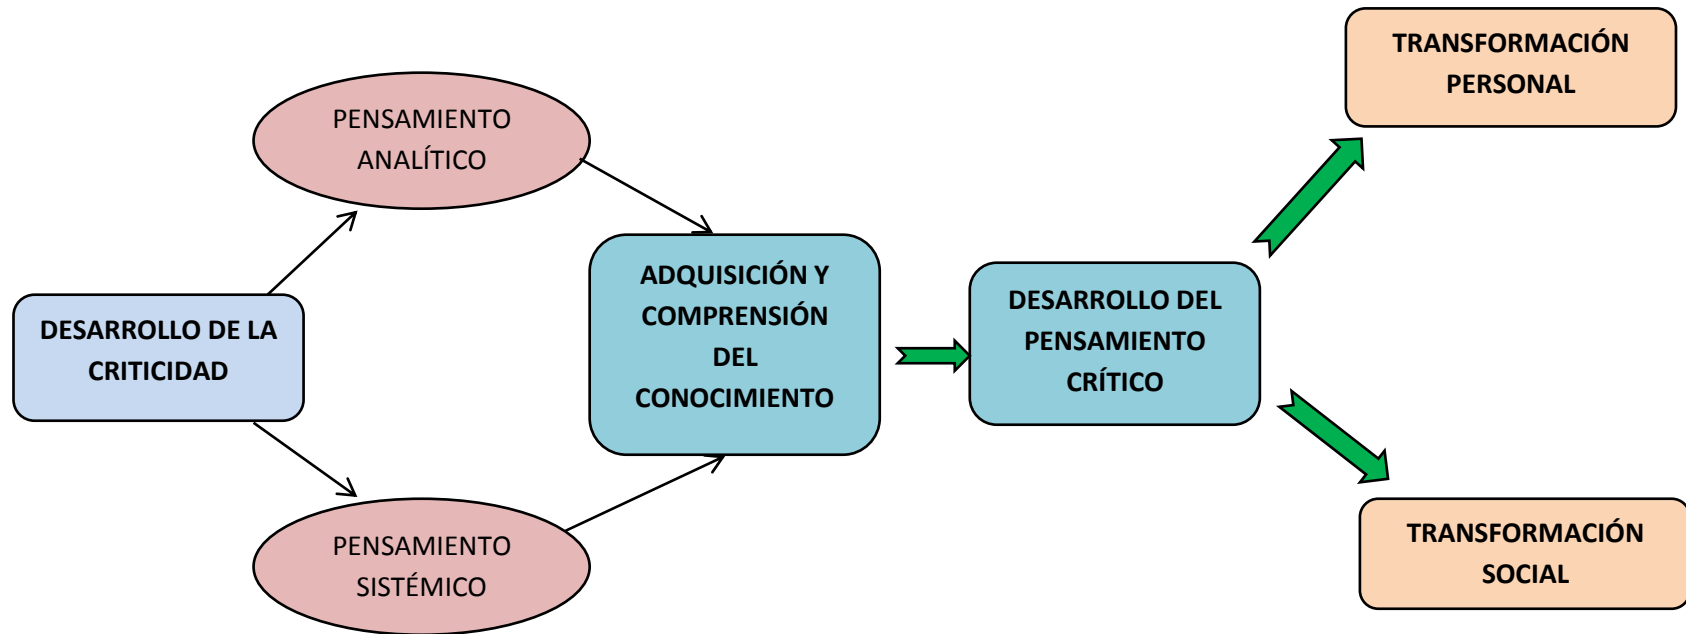 DESARROLLO DE LA
CRITICIDAD
PENSAMIENTO
ANALÍTICO
PENSAMIENTO
SISTÉMICO
ADQUISICIÓN Y
COMPRENSIÓN
DEL
CONOCIMIENTO
DESARROLLO DEL
PENSAMIENTO
CRÍTICO
TRANSFORMACIÓN
PERSONAL
TRANSFORMACIÓN
SOCIAL